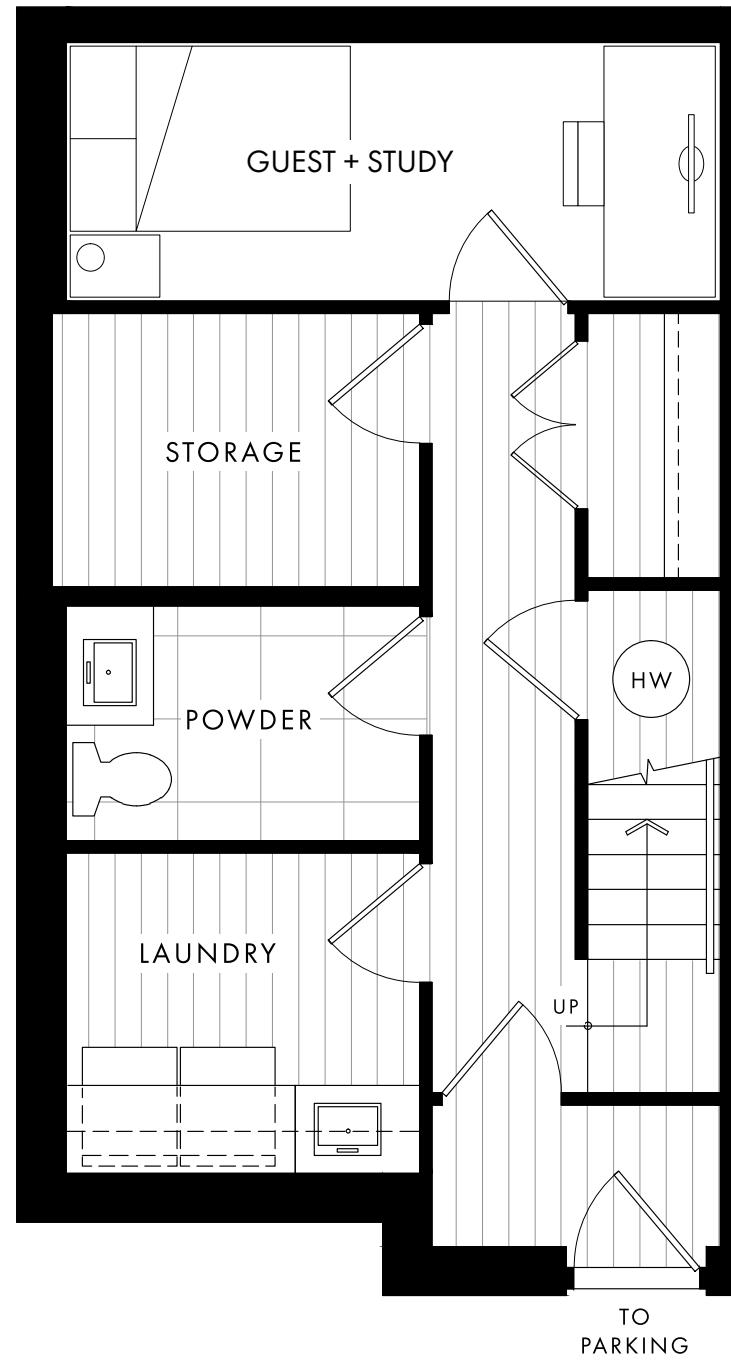 GUEST + STUDY
STORAGE
HW
POWDER
LAUNDRY
UP
TO
PARKING